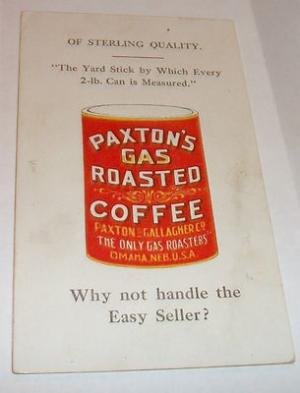 OF STERLING QUALITY.
"The Yard Stick by Which Every
2-lb. Can is Measured."
PAXTON'S
GAS
ROASTED
COFFEE
PAXTON & GALLAGHER CO.
"THE ONLY GAS ROASTERS"
OMAHA, NEB. U.S.A.
Why not handle the
Easy Seller?